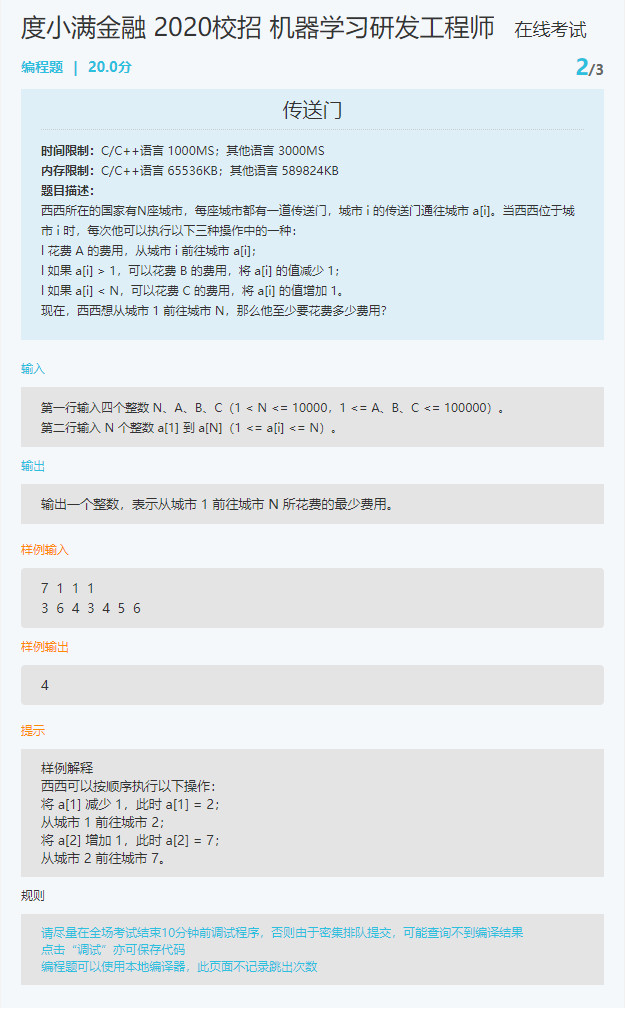 度小满金融 2020校招 机器学习研发工程师 在线考试
编程题 | 20.0分 2/3
传送门
时间限制：C/C++语言 1000MS；其他语言 3000MS
内存限制：C/C++语言 65536KB；其他语言 589824KB
题目描述：
西西所在的国家有N座城市，每座城市都有一道传送门，城市 i 的传送门通往城市 a[i]。当西西位于城
市 i 时，每次他可以执行以下三种操作中的一种：
l 花费 A 的费用，从城市 i 前往城市 a[i]；
l 如果 a[i] > 1，可以花费 B 的费用，将 a[i] 的值减少 1；
l 如果 a[i] < N，可以花费 C 的费用，将 a[i] 的值增加 1。
现在，西西想从城市 1 前往城市 N，那么他至少要花费多少费用？
输入
第一行输入四个整数 N、A、B、C（1 < N <= 10000，1 <= A、B、C <= 100000）。
第二行输入 N 个整数 a[1] 到 a[N]（1 <= a[i] <= N）。
输出
输出一个整数，表示从城市 1 前往城市 N 所花费的最少费用。
样例输入
7 1 1 1
3 6 4 3 4 5 6
样例输出
4
提示
样例解释
西西可以按顺序执行以下操作：
将 a[1] 减少 1，此时 a[1] = 2；
从城市 1 前往城市 2；
将 a[2] 增加 1，此时 a[2] = 7；
从城市 2 前往城市 7。
规则
请尽量在全场考试结束10分钟前调试程序，否则由于密集排队提交，可能查询不到编译结果
点击“调试”亦可保存代码
编程题可以使用本地编译器，此页面不记录跳出次数